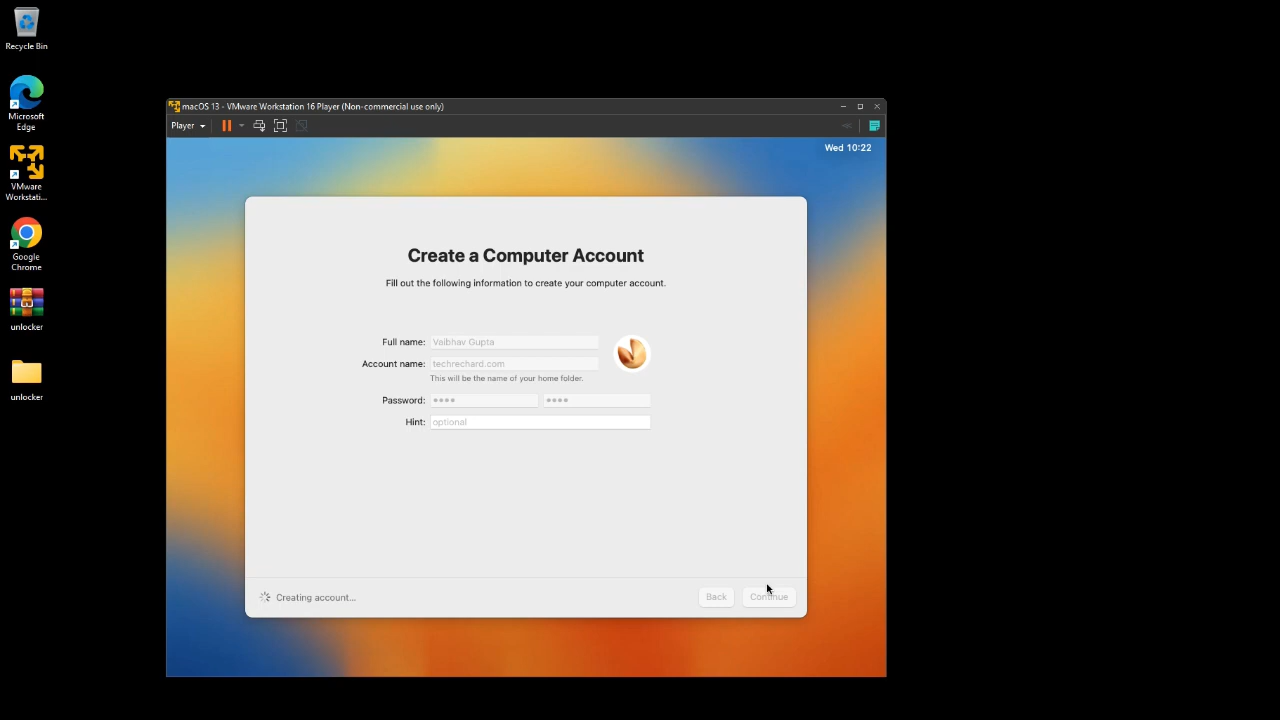 Recycle Bin
Microsoft
Edge
VMware
Workstati...
Google
Chrome
unlocker
unlocker
macOS 13 - VMware Workstation 16 Player (Non-commercial use only)
Player
Wed 10:22
Create a Computer Account
Fill out the following information to create your computer account.
Full name: Vaibhav Gupta
Account name: techrechard.com
This will be the name of your home folder.
Password: •••• ••••
Hint: optional
Creating account...
Back Continue